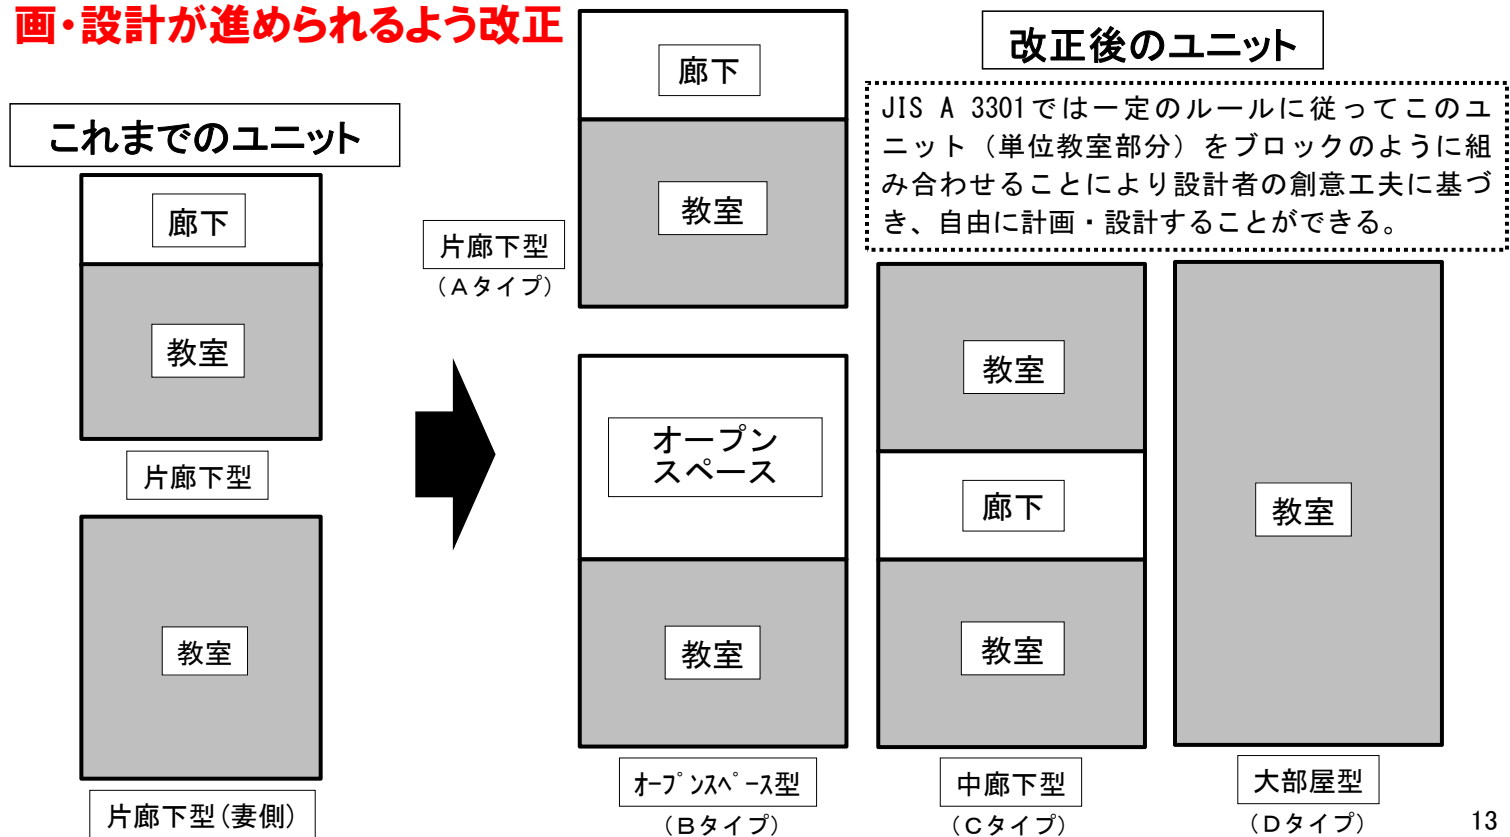 画・設計が進められるよう改正
これまでのユニット
廊下
教室
片廊下型
教室
片廊下型(妻側)
改正後のユニット
JIS A 3301では一定のルールに従ってこのユ
ニット（単位教室部分）をブロックのように組
み合わせることにより設計者の創意工夫に基づ
き、自由に計画・設計することができる。
廊下
教室
片廊下型
（Ａタイプ）
オープン
スペース
教室
ｵｰﾌﾟﾝｽﾍﾟｰｽ型
（Ｂタイプ）
教室
廊下
教室
中廊下型
（Ｃタイプ）
教室
大部屋型
（Ｄタイプ）
13